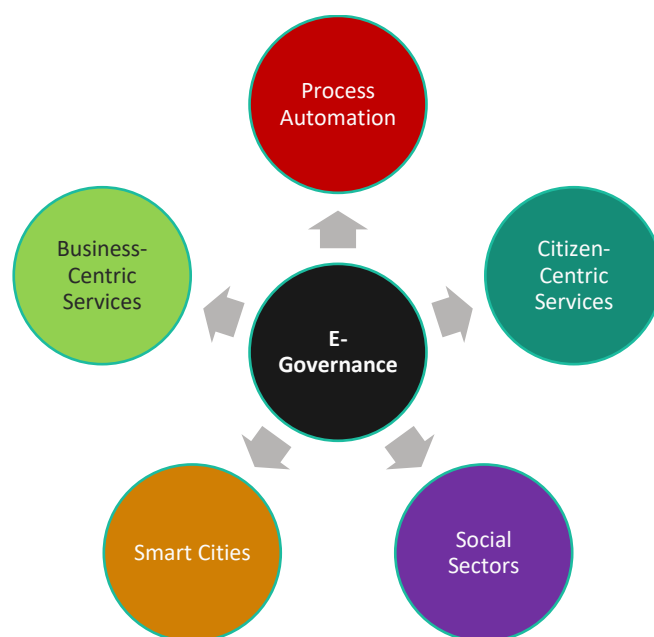 Process
Automation
Business-
Centric
Services
Citizen-
Centric
Services
E-
Governance
Smart Cities
Social
Sectors